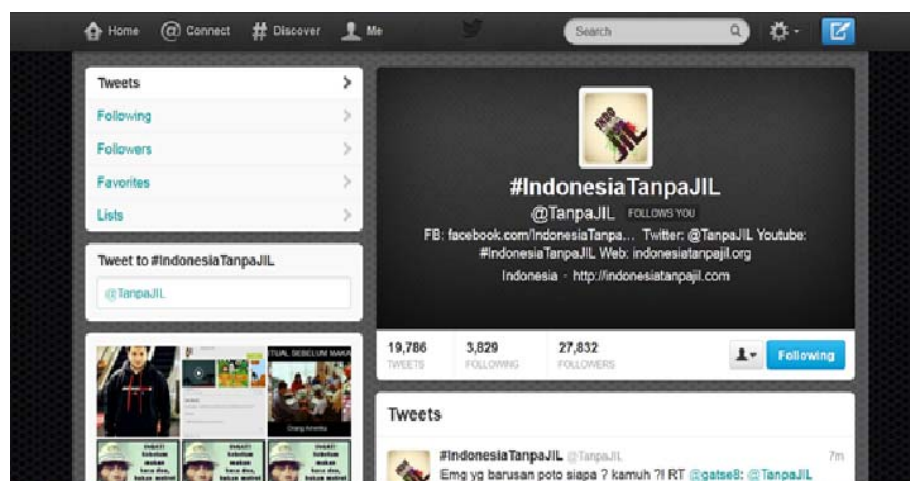 Home Connect Discover Me Search
Tweets
Following
Followers
Favorites
Lists
Tweet to #IndonesiaTanpaJIL
@TanpaJIL
#IndonesiaTanpaJIL
@TanpaJIL FOLLOWS YOU
FB: facebook.com/IndonesiaTanpa... Twitter: @TanpaJIL Youtube:
#IndonesiaTanpaJIL Web: indonesiatanpajil.org
Indonesia · http://indonesiatanpajil.com
19,786 3,829 27,832
TWEETS FOLLOWING FOLLOWERS
Following
Tweets
#IndonesiaTanpaJIL @TanpaJIL 7m
Emg yg barusan poto siapa ? kamuh ?! RT @gatse8: @TanpaJIL